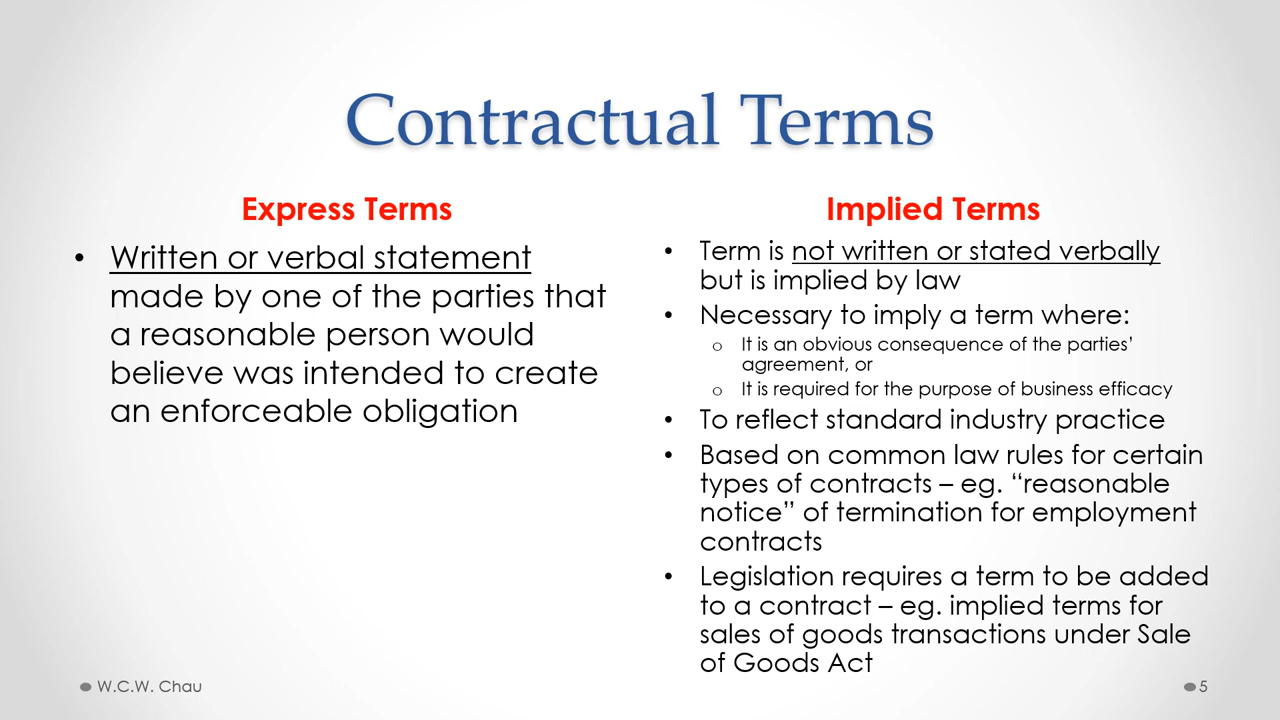 Contractual Terms
Express Terms
• Written or verbal statement
made by one of the parties that
a reasonable person would
believe was intended to create
an enforceable obligation
Implied Terms
• Term is not written or stated verbally
but is implied by law
• Necessary to imply a term where:
o It is an obvious consequence of the parties’
agreement, or
o It is required for the purpose of business efficacy
• To reflect standard industry practice
• Based on common law rules for certain
types of contracts – eg. “reasonable
notice” of termination for employment
contracts
• Legislation requires a term to be added
to a contract – eg. implied terms for
sales of goods transactions under Sale
of Goods Act
W.C.W. Chau
5